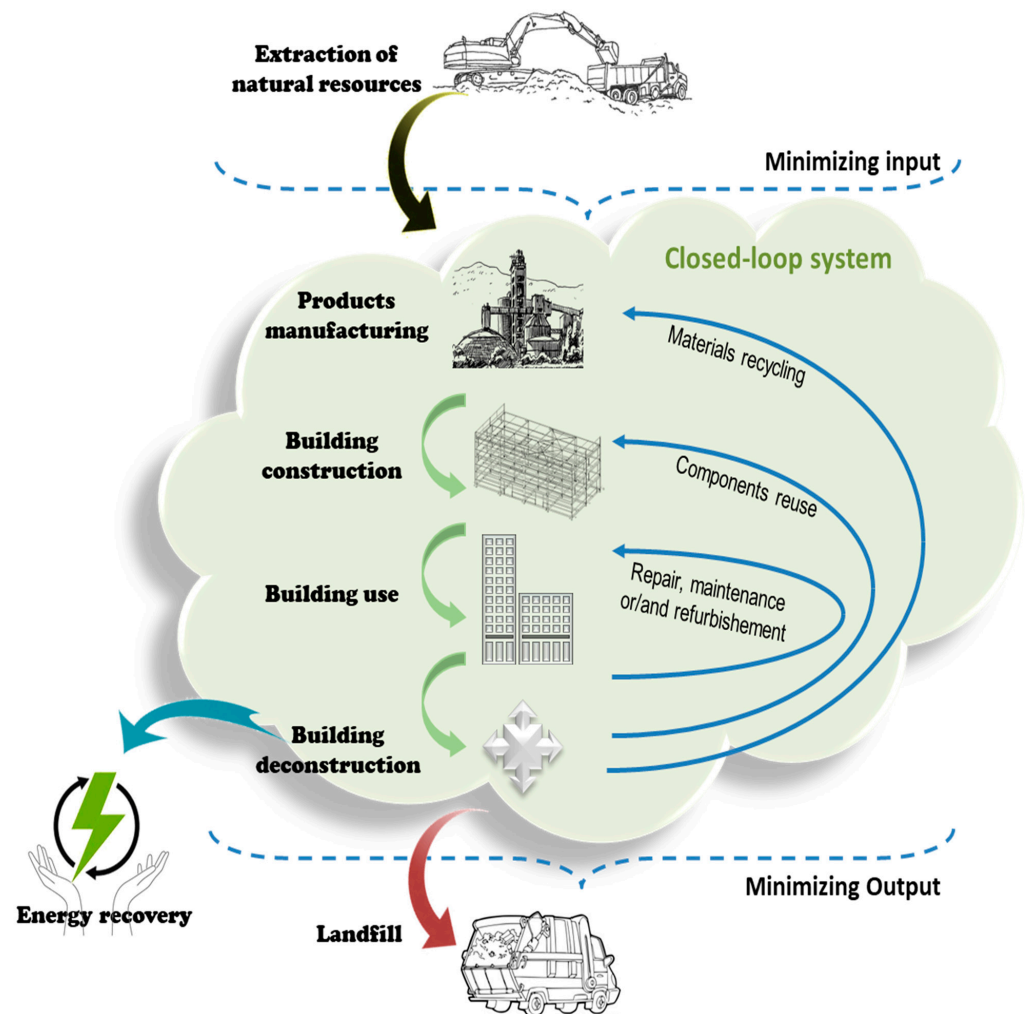 Extraction of
natural resources
Minimizing input
Closed-loop system
Products
manufacturing
Materials recycling
Building
construction
Components reuse
Building use
Repair, maintenance
or/and refurbishement
Building
deconstruction
Energy recovery
Minimizing Output
Landfill